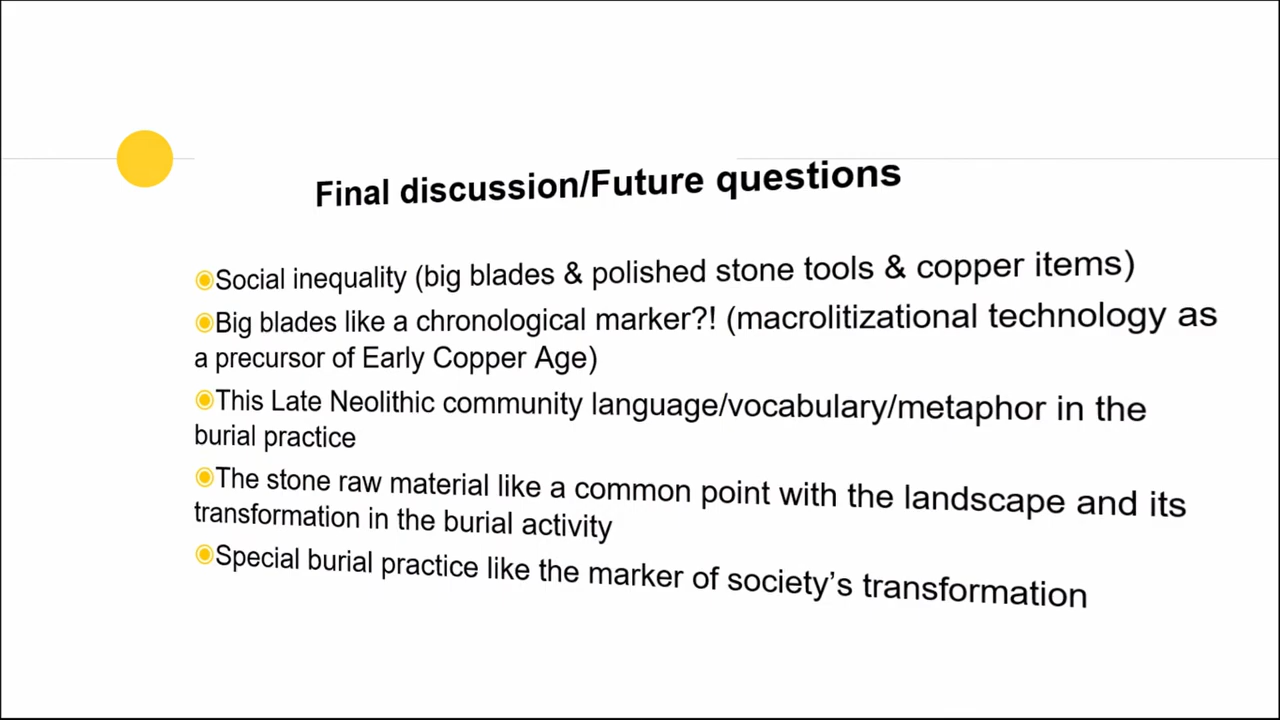 Final discussion/Future questions
Social inequality (big blades & polished stone tools & copper items)
Big blades like a chronological marker?! (macrolitizational technology as
a precursor of Early Copper Age)
This Late Neolithic community language/vocabulary/metaphor in the
burial practice
The stone raw material like a common point with the landscape and its
transformation in the burial activity
Special burial practice like the marker of society’s transformation